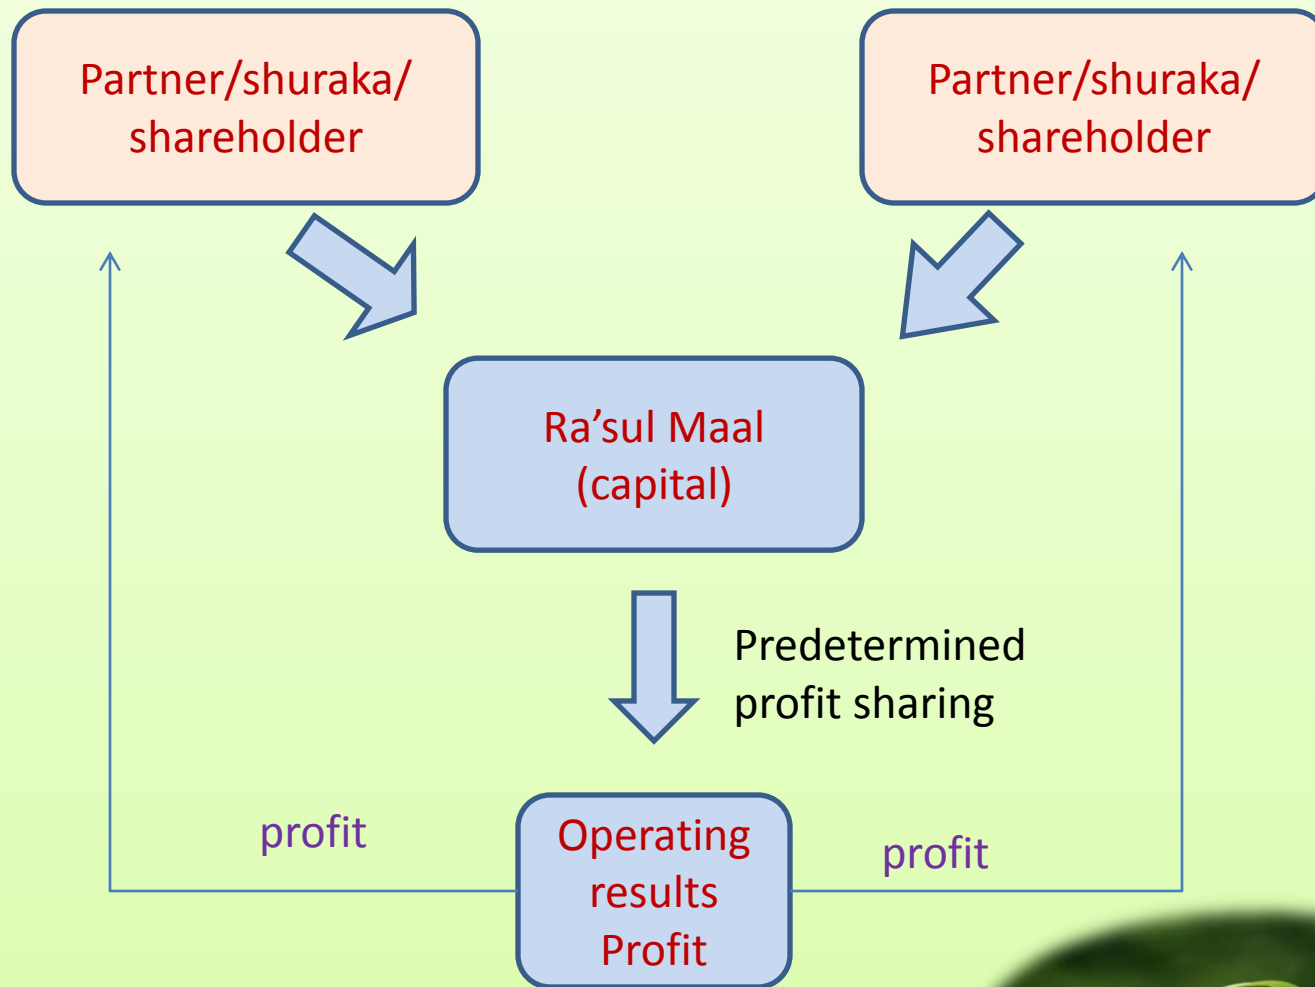 Partner/shuraka/
shareholder
Partner/shuraka/
shareholder
Ra’sul Maal
(capital)
Predetermined
profit sharing
profit
Operating
results
Profit
profit